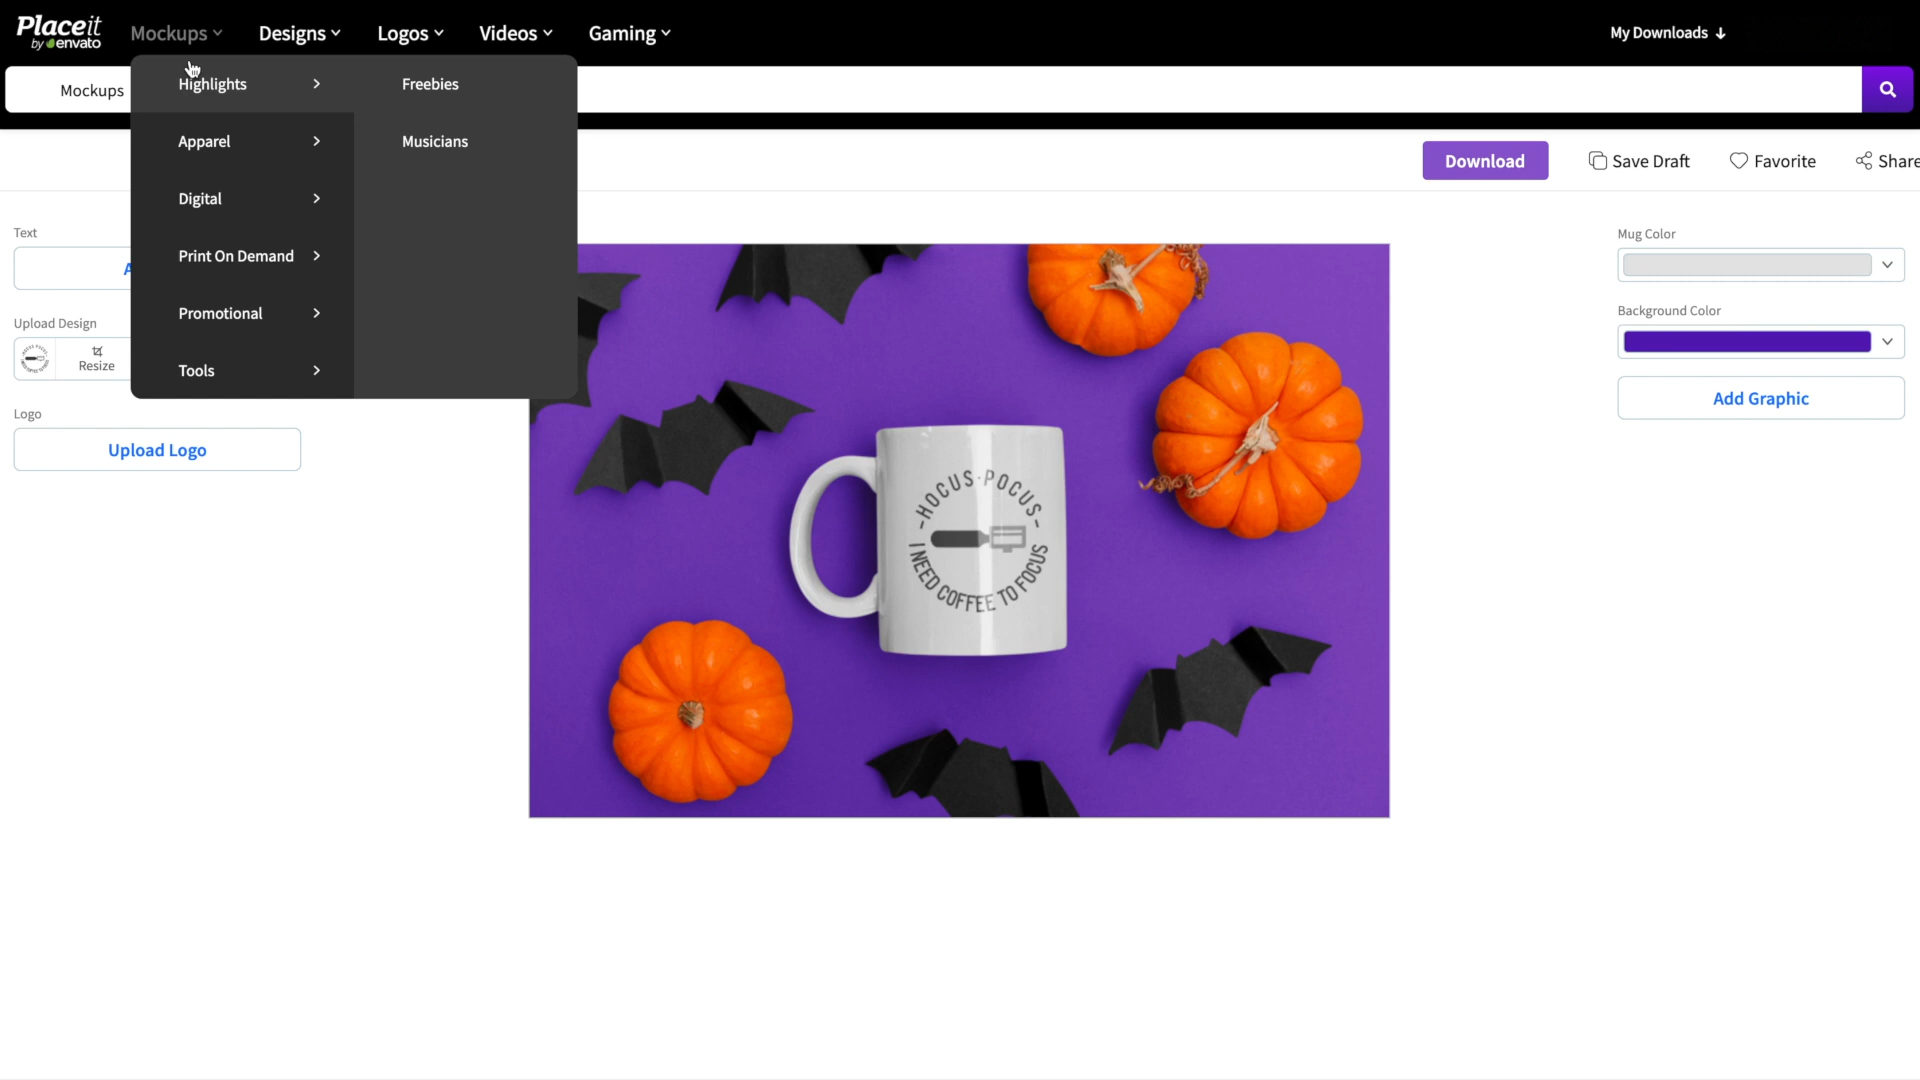 Placeit
by envato
Mockups
Designs
Logos
Videos
Gaming
My Downloads
Mockups
Highlights
Apparel
Digital
Print On Demand
Promotional
Tools
Freebies
Musicians
Download
Save Draft
Favorite
Share
Text
A
Upload Design
Resize
Logo
Upload Logo
Mug Color
Background Color
Add Graphic
-HOCUS-POCUS-
I NEED COFFEE TO FOCUS